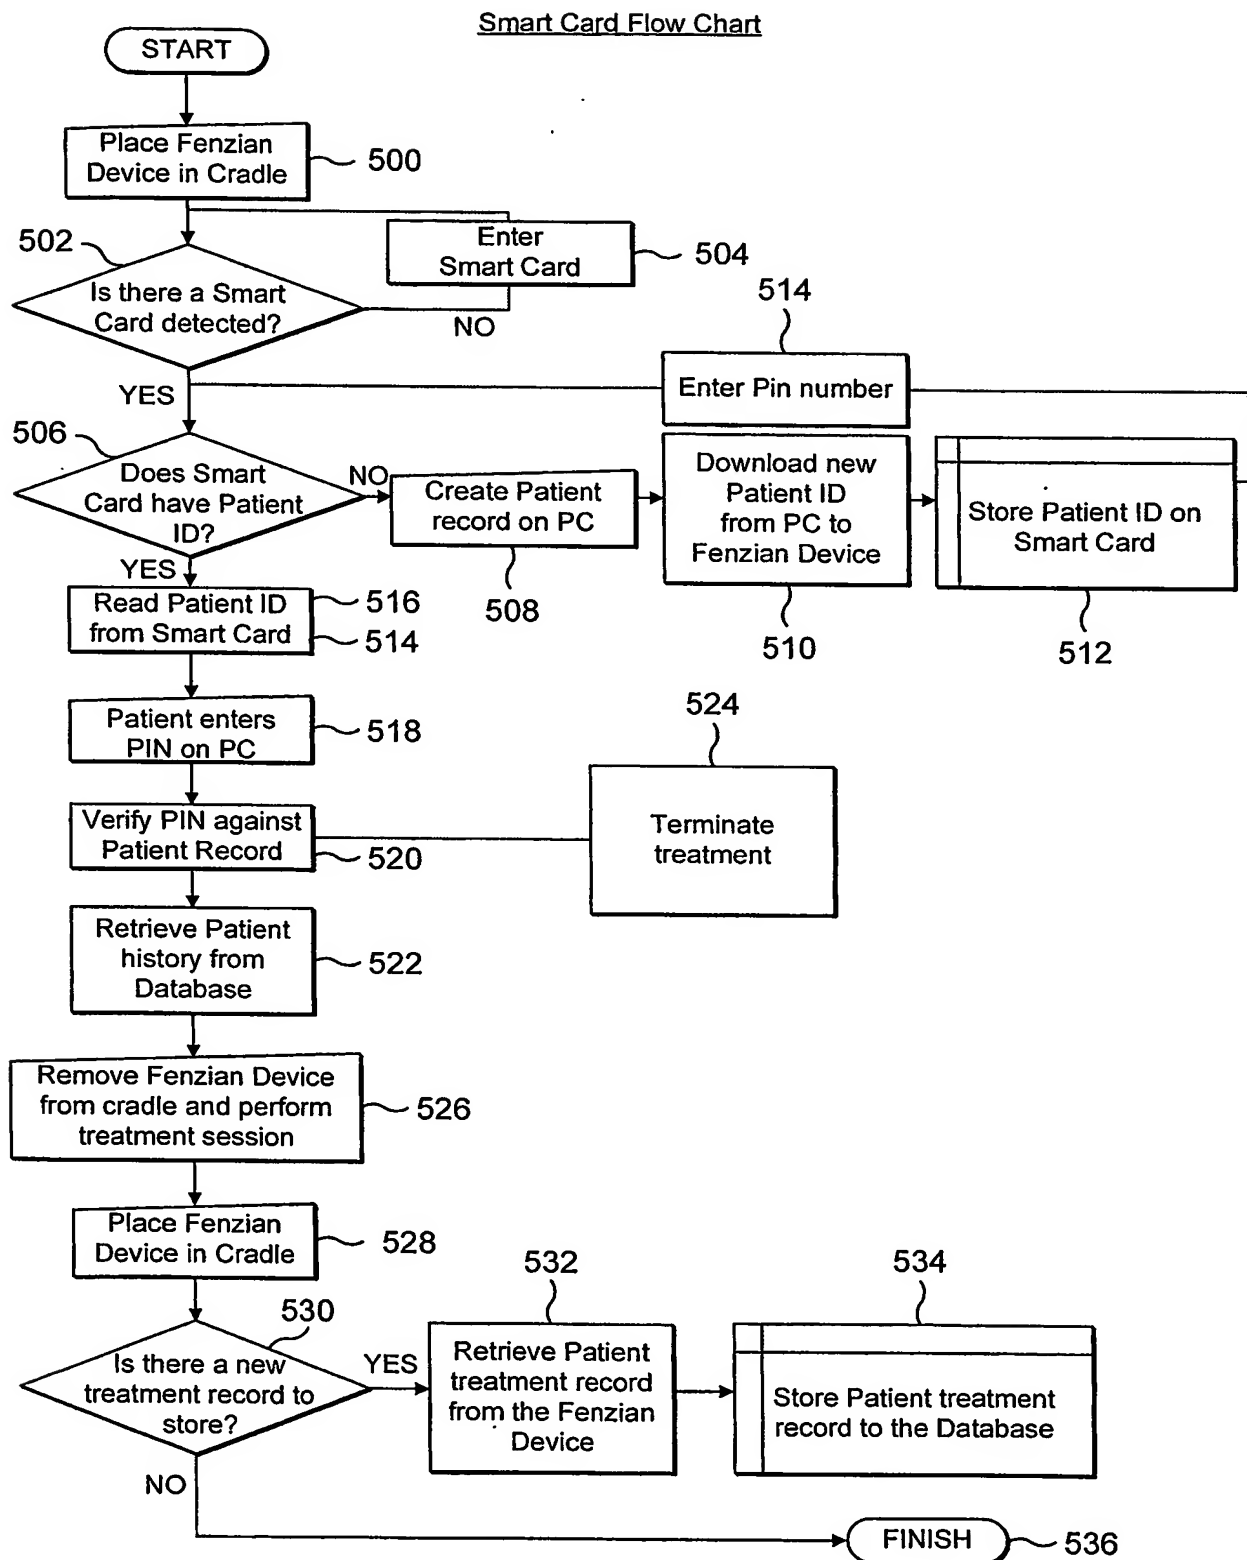 Smart Card Flow Chart
START
Place Fenzian
Device in Cradle
500
502
Enter
Smart Card
504
Is there a Smart
Card detected?
NO
514
Enter Pin number
YES
506
Does Smart
Card have Patient
ID?
NO
Create Patient
record on PC
508
Download new
Patient ID
from PC to
Fenzian Device
510
Store Patient ID on
Smart Card
512
YES
Read Patient ID
from Smart Card
516
514
Patient enters
PIN on PC
518
524
Verify PIN against
Patient Record
520
Terminate
treatment
Retrieve Patient
history from
Database
522
Remove Fenzian Device
from cradle and perform
treatment session
526
Place Fenzian
Device in Cradle
528
530
Is there a new
treatment record to
store?
YES
532
Retrieve Patient
treatment record
from the Fenzian
Device
534
Store Patient treatment
record to the Database
NO
FINISH
536